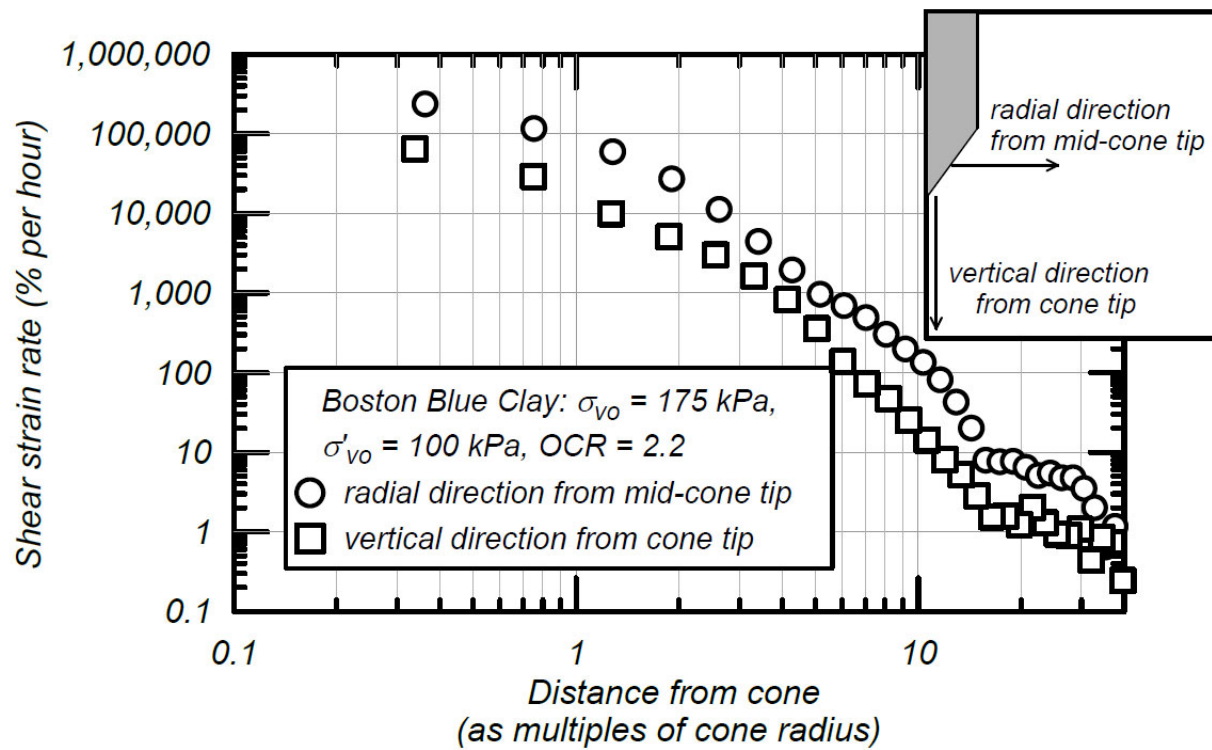 Shear strain rate (% per hour)
1,000,000
100,000
10,000
1,000
100
10
1
0.1
0.1
1
10
Distance from cone
(as multiples of cone radius)
radial direction
from mid-cone tip
vertical direction
from cone tip
Boston Blue Clay: σvo = 175 kPa,
σ'vo = 100 kPa, OCR = 2.2
radial direction from mid-cone tip
vertical direction from cone tip